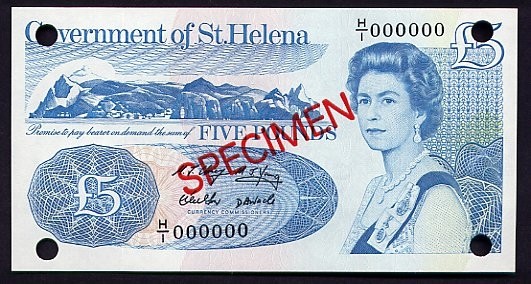 Government of St. Helena
H/1 000000
£5
Promise to pay bearer on demand the sum of FIVE POUNDS
SPECIMEN
£5
CURRENCY COMMISSIONERS
H/1 000000